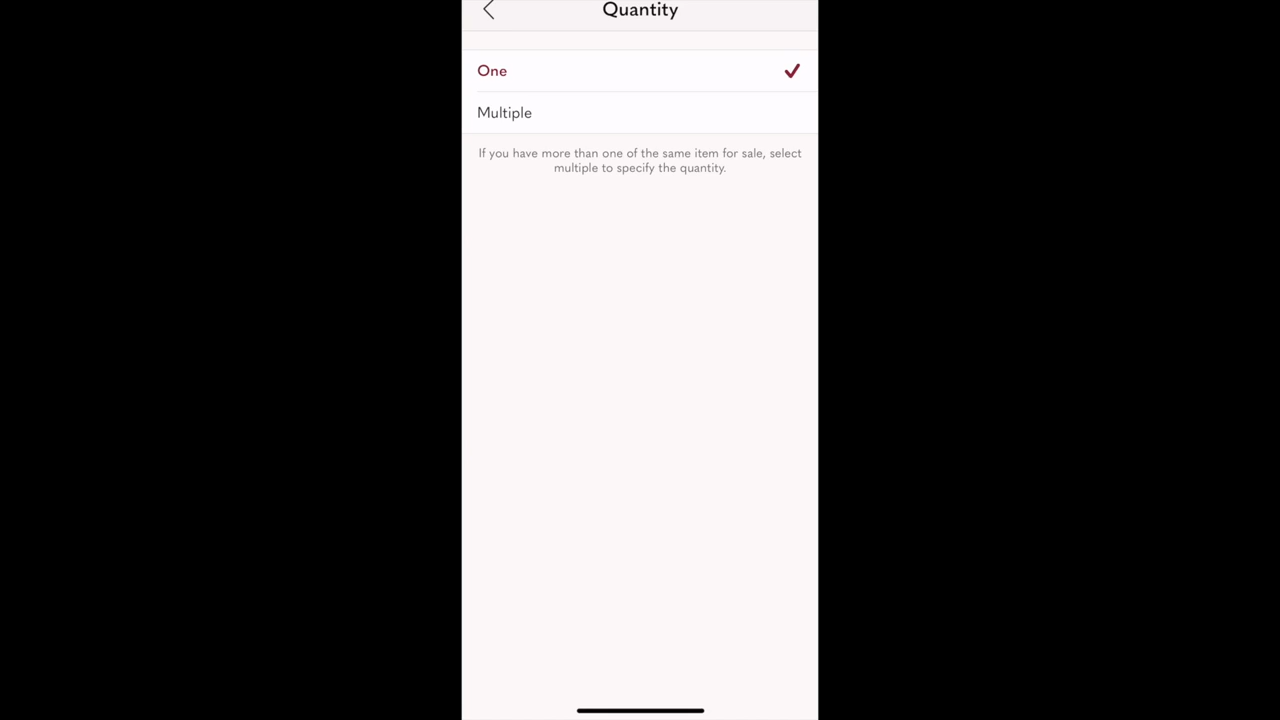 Quantity
One
Multiple
If you have more than one of the same item for sale, select
multiple to specify the quantity.